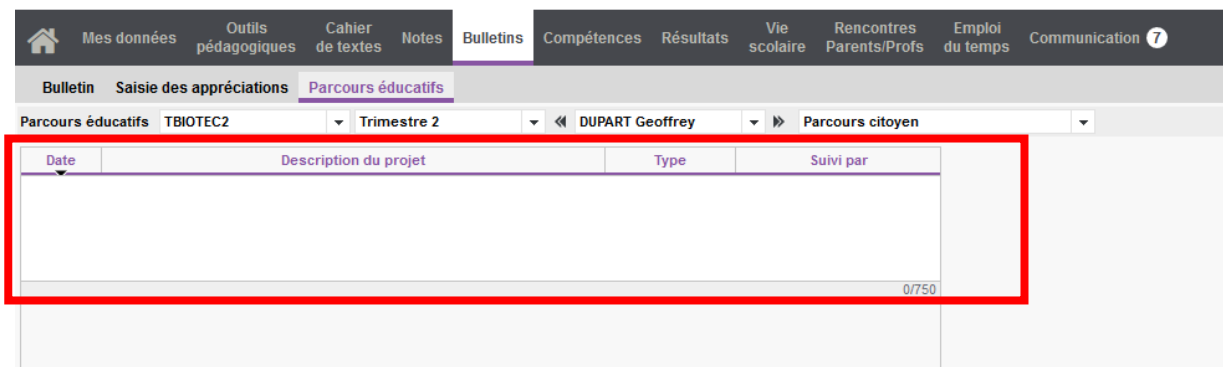 Mes données Outils pédagogiques Cahier de textes Notes Bulletins Compétences Résultats Vie scolaire Rencontres Parents/Profs Emploi du temps Communication 7
Bulletin Saisie des appréciations Parcours éducatifs
Parcours éducatifs TBIOTEC2 Trimestre 2 DUPART Geoffrey Parcours citoyen
Date Description du projet Type Suivi par
0/750